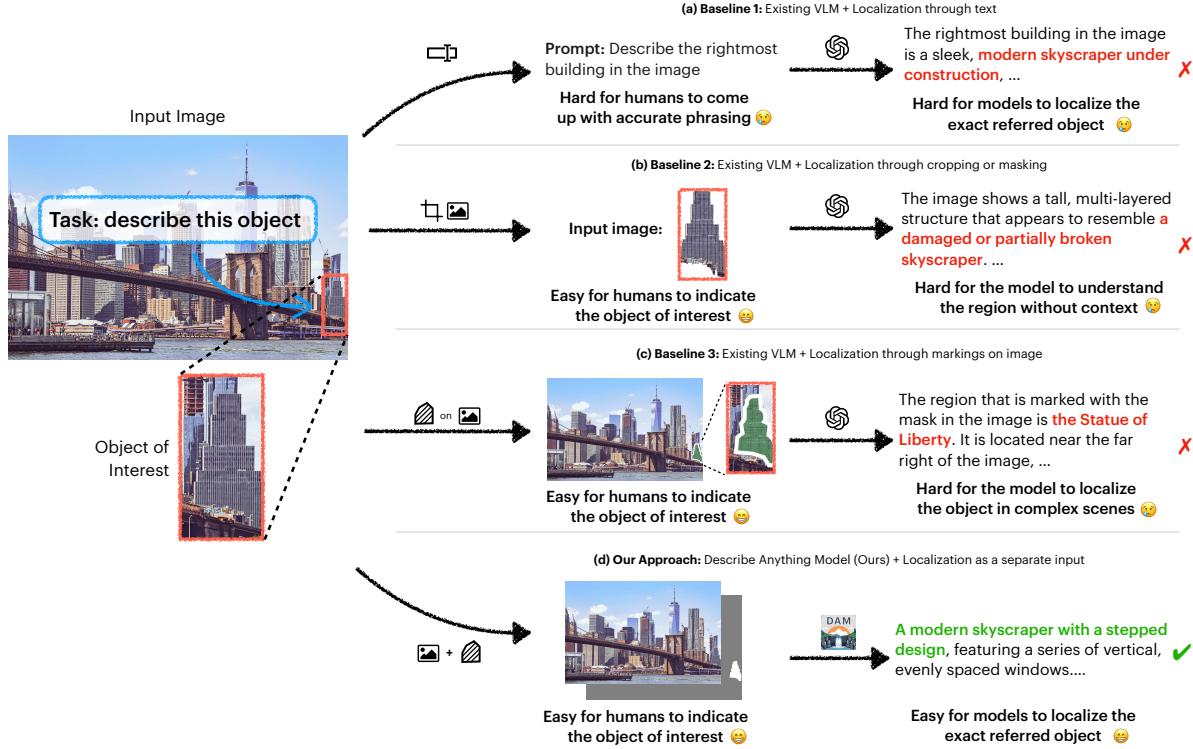 (a) Baseline 1: Existing VLM + Localization through text
Prompt: Describe the rightmost
building in the image
Hard for humans to come
up with accurate phrasing 😢
The rightmost building in the image
is a sleek, modern skyscraper under
construction, ...
✗
Hard for models to localize the
exact referred object 😢
Input Image
Task: describe this object
Object of
Interest
(b) Baseline 2: Existing VLM + Localization through cropping or masking
Input image:
Easy for humans to indicate
the object of interest 😁
The image shows a tall, multi-layered
structure that appears to resemble a
damaged or partially broken
skyscraper. ...
✗
Hard for the model to understand
the region without context 😢
(c) Baseline 3: Existing VLM + Localization through markings on image
on
Easy for humans to indicate
the object of interest 😁
The region that is marked with the
mask in the image is the Statue of
Liberty. It is located near the far
right of the image, ...
✗
Hard for the model to localize
the object in complex scenes 😢
(d) Our Approach: Describe Anything Model (Ours) + Localization as a separate input
+
Easy for humans to indicate
the object of interest 😁
DAM
A modern skyscraper with a stepped
design, featuring a series of vertical,
evenly spaced windows....
✔
Easy for models to localize the
exact referred object 😁